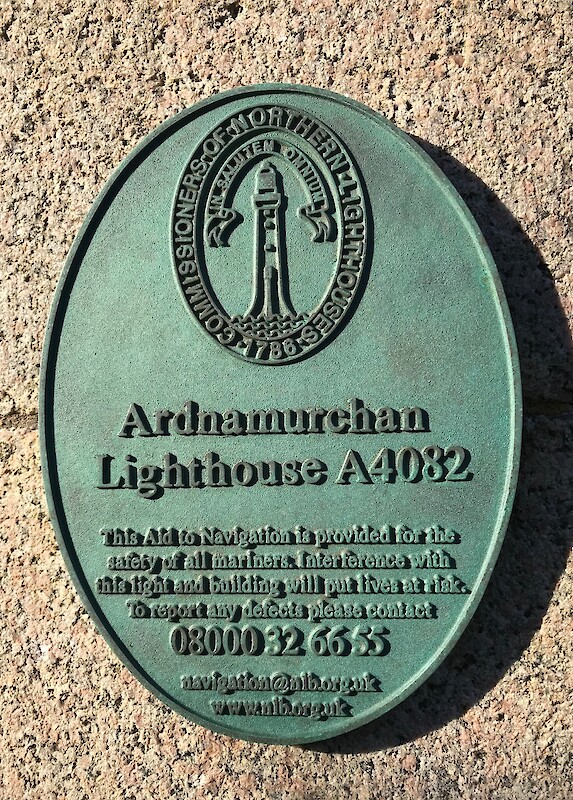 COMMISSIONERS·OF·NORTHERN·LIGHTHOUSES
IN SALUTEM OMNIUM
·1786·
Ardnamurchan
Lighthouse A4082
This Aid to Navigation is provided for the
safety of all mariners. Interference with
this light and building will put lives at risk.
To report any defects please contact
08000 32 66 55
navigation@nlb.org.uk
www.nlb.org.uk